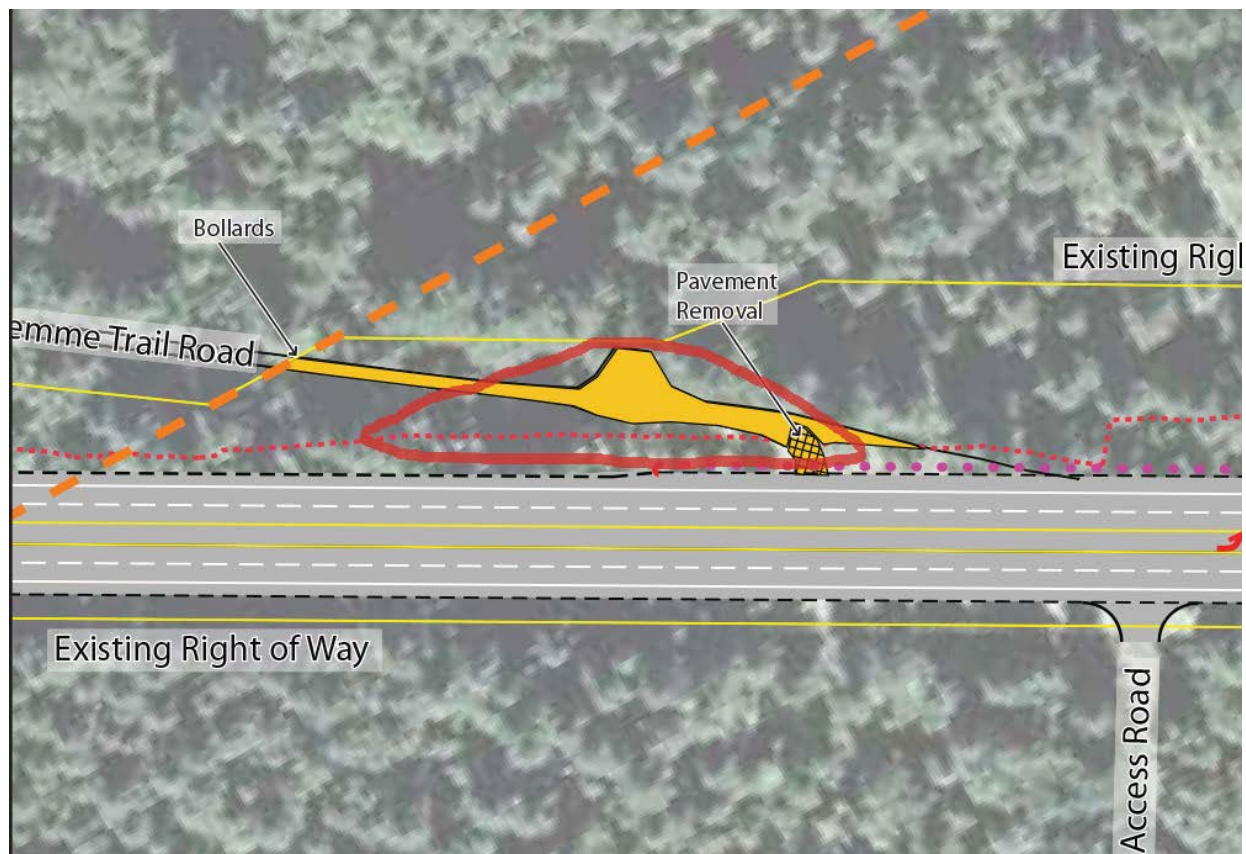 Bollards
Pavement
Removal
Existing Righ
emme Trail Road
Existing Right of Way
Access Road